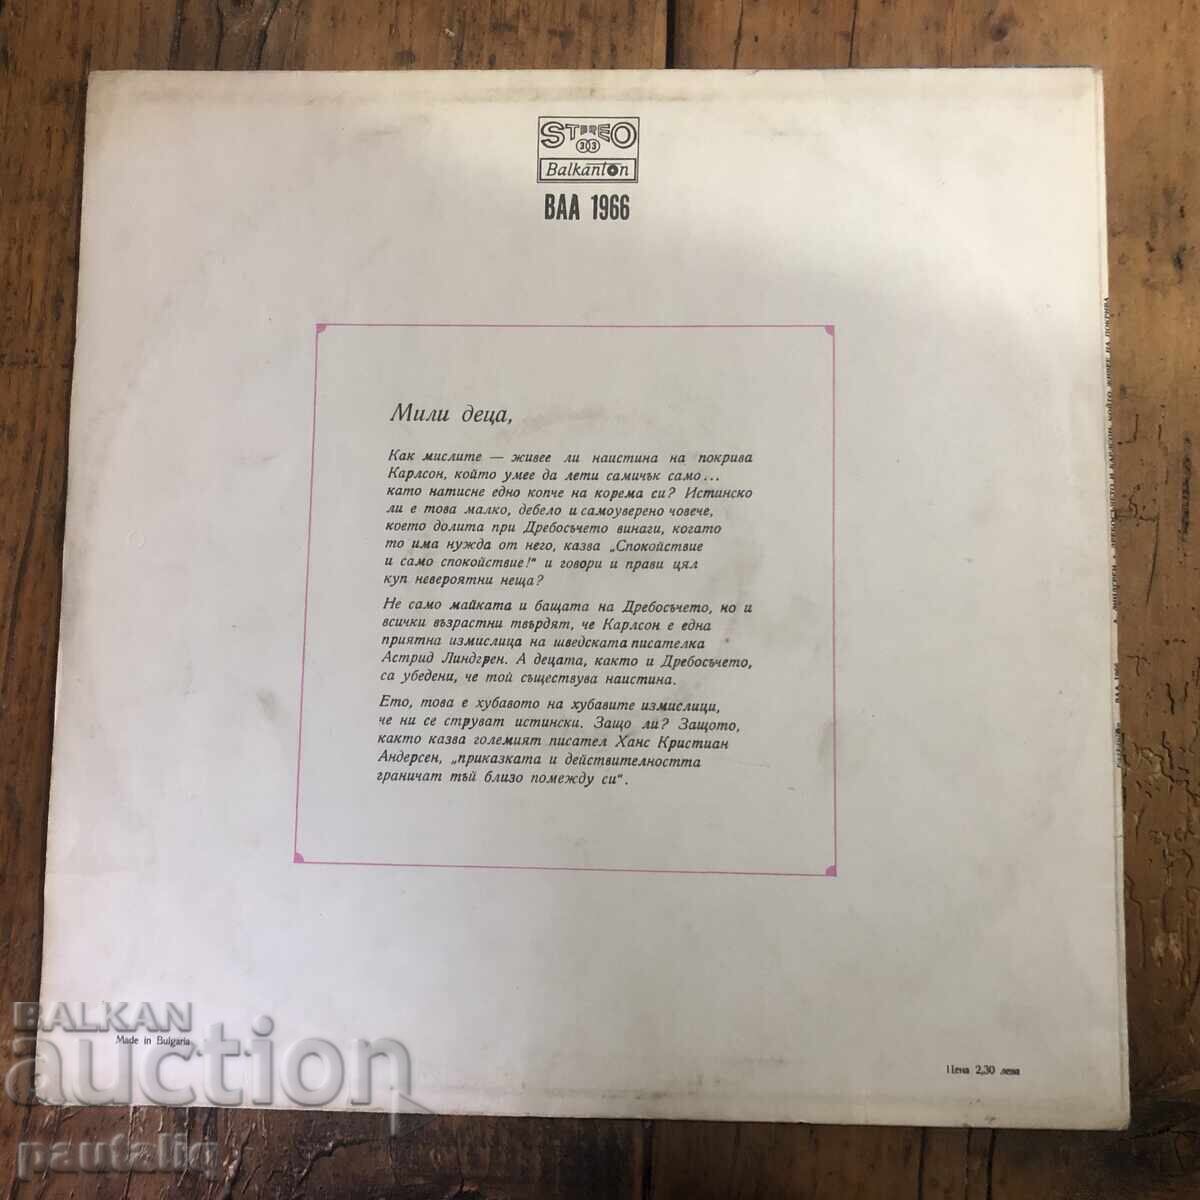 STEREO
33
Balkanton
ВАА 1966
Мили деца,
Как мислите — живее ли наистина на покрива
Карлсон, който умее да лети самичък само...
като натисне едно копче на корема си? Истинско
ли е това малко, дебело и самоуверено човече,
което долита при Дребосъчето винаги, когато
то има нужда от него, казва „Спокойствие
и само спокойствие!“ и говори и прави цял
куп невероятни неща?
Не само майката и бащата на Дребосъчето, но и
всички възрастни твърдят, че Карлсон е една
приятна измислица на шведската писателка
Астрид Линдгрен. А децата, както и Дребосъчето,
са убедени, че той съществува наистина.
Ето, това е хубавото на хубавите измислици,
че ни се струват истински. Защо ли? Защото,
както казва големият писател Ханс Кристиан
Андерсен, „приказката и действителността
граничат тъй близо помежду си“.
Made in Bulgaria
Цена 2,30 лева
BALKAN
auction
pautaliq